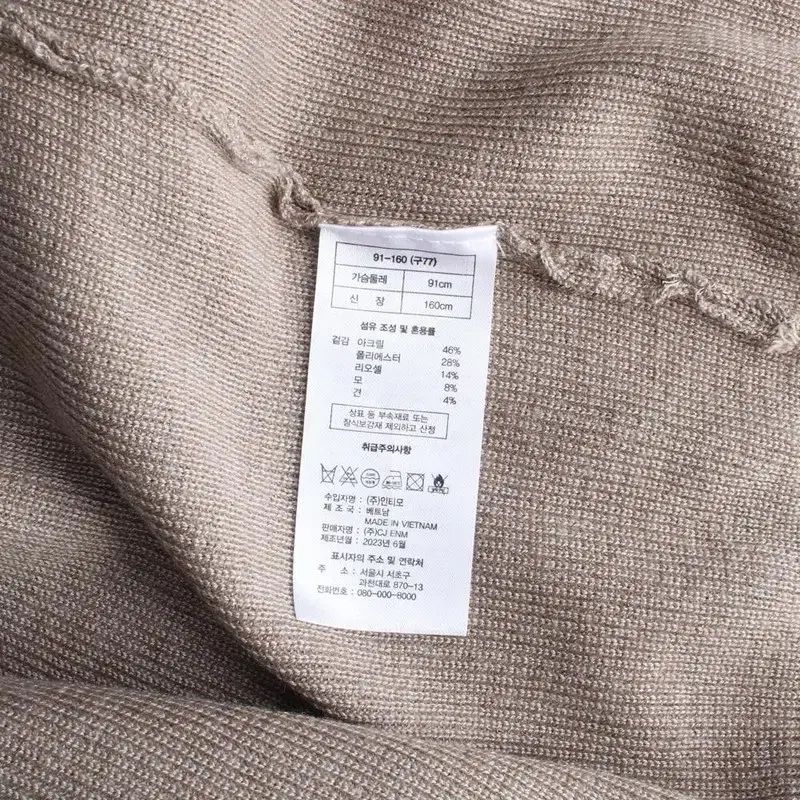 91-160 (구77)
가슴둘레 91cm
신 장 160cm
섬유 조성 및 혼용률
겉감 아크릴 46%
폴리에스터 28%
리오셀 14%
모 8%
견 4%
상표 등 부속재료 또는
장식보강재 제외하고 산정
취급주의사항
수입자명 : (주)인티모
제 조 국 : 베트남
MADE IN VIETNAM
판매자명 : (주)CJ ENM
제조년월 : 2023년 6월
표시자의 주소 및 연락처
주 소 : 서울시 서초구
과천대로 870-13
전화번호 : 080-000-8000